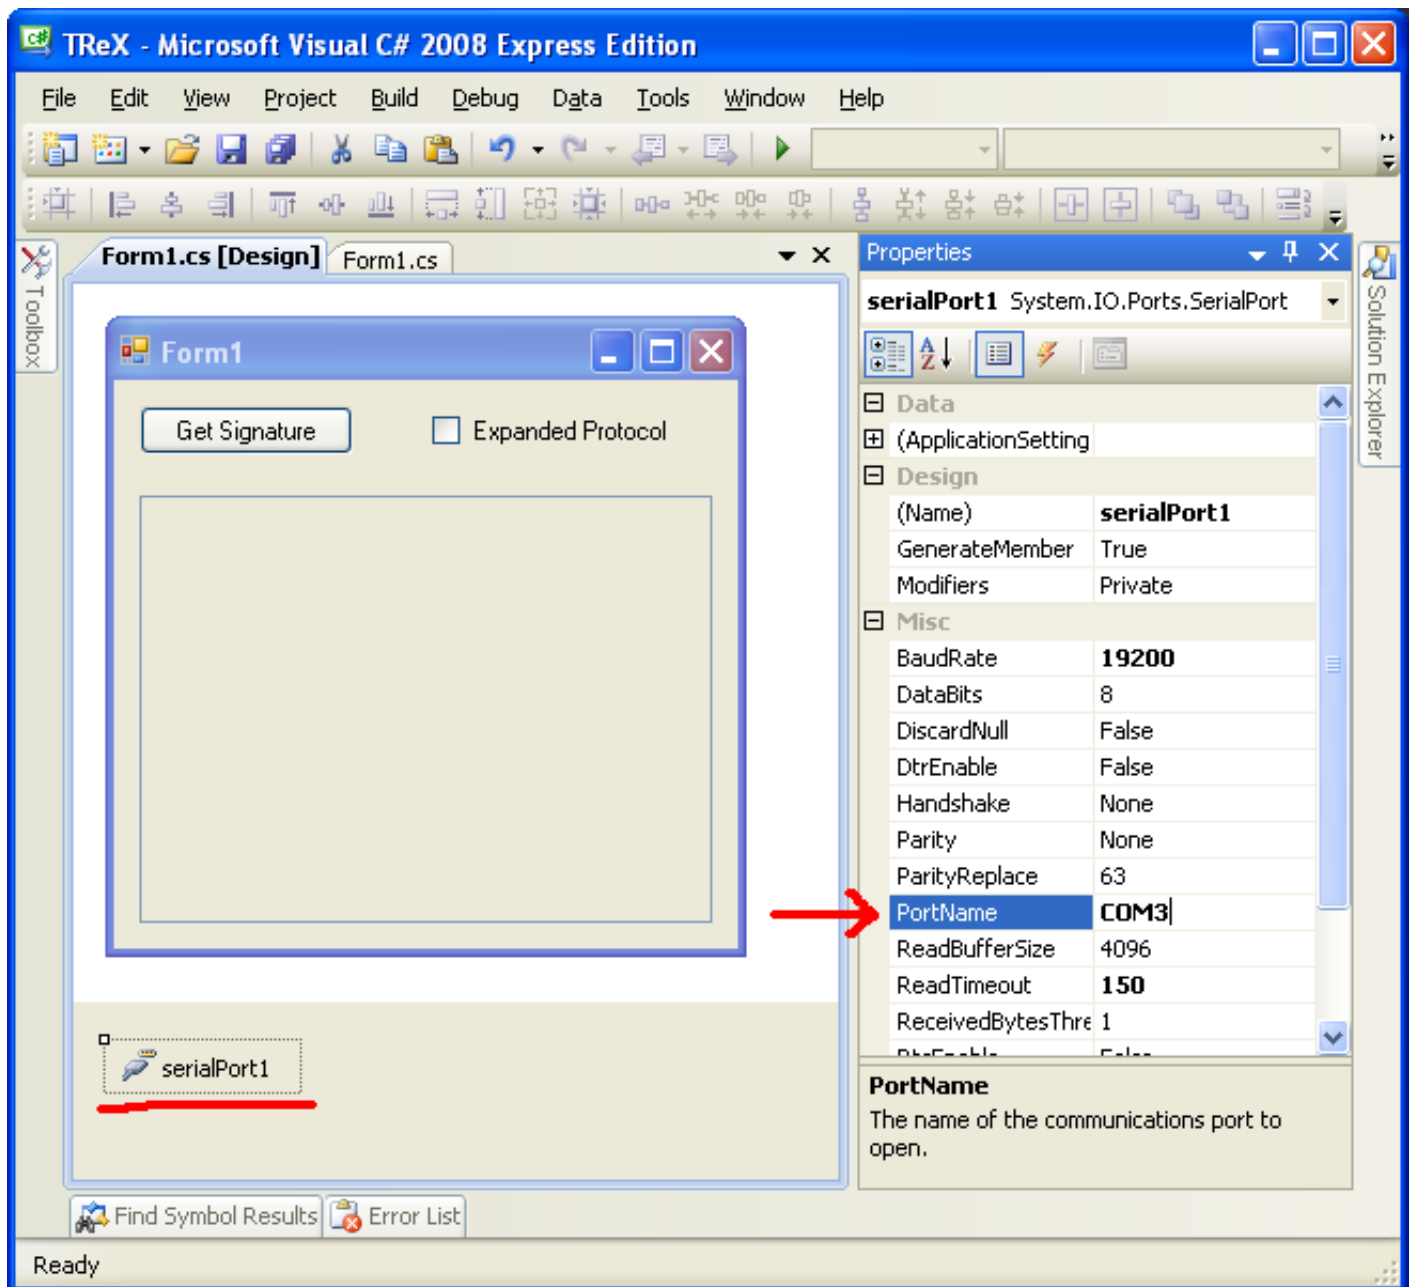 TReX - Microsoft Visual C# 2008 Express Edition
File Edit View Project Build Debug Data Tools Window Help
Toolbox
Form1.cs [Design] Form1.cs
Form1
Get Signature Expanded Protocol
serialPort1
Properties
serialPort1 System.IO.Ports.SerialPort
Data
(ApplicationSetting
Design
(Name) serialPort1
GenerateMember True
Modifiers Private
Misc
BaudRate 19200
DataBits 8
DiscardNull False
DtrEnable False
Handshake None
Parity None
ParityReplace 63
PortName COM3
ReadBufferSize 4096
ReadTimeout 150
ReceivedBytesThre 1
PortName
The name of the communications port to
open.
Solution Explorer
Find Symbol Results Error List
Ready